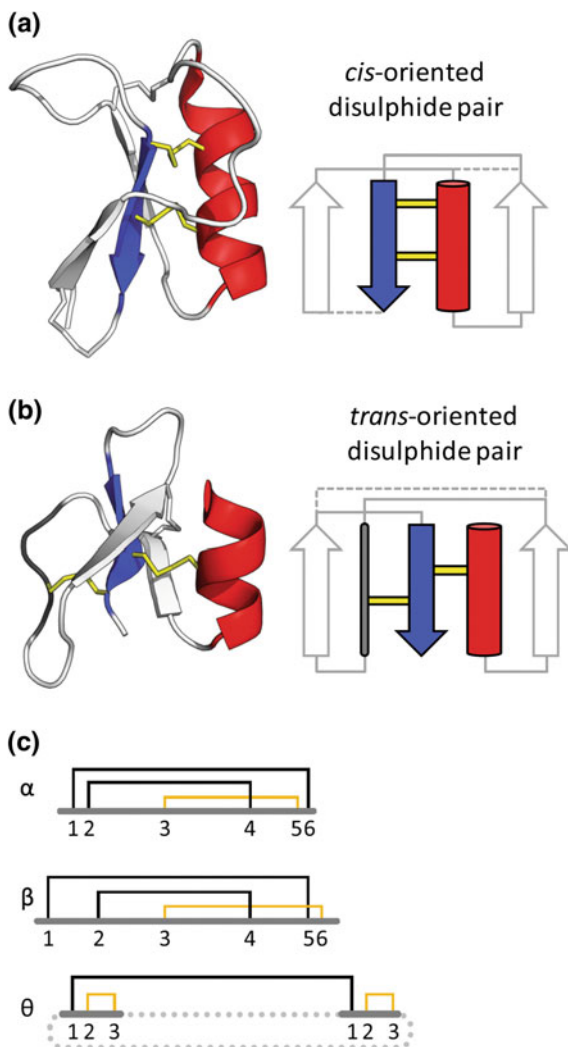 (a)
cis-oriented
disulphide pair
(b)
trans-oriented
disulphide pair
(c)
α
1 2 3 4 5 6
β
1 2 3 4 5 6
θ
1 2 3 1 2 3